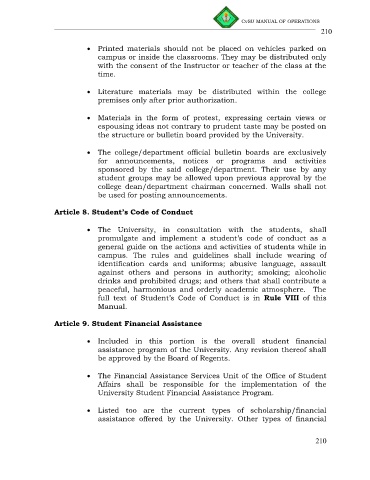 CvSU MANUAL OF OPERATIONS
210
• Printed materials should not be placed on vehicles parked on
campus or inside the classrooms. They may be distributed only
with the consent of the Instructor or teacher of the class at the
time.
• Literature materials may be distributed within the college
premises only after prior authorization.
• Materials in the form of protest, expressing certain views or
espousing ideas not contrary to prudent taste may be posted on
the structure or bulletin board provided by the University.
• The college/department official bulletin boards are exclusively
for announcements, notices or programs and activities
sponsored by the said college/department. Their use by any
student groups may be allowed upon previous approval by the
college dean/department chairman concerned. Walls shall not
be used for posting announcements.
Article 8. Student's Code of Conduct
• The University, in consultation with the students, shall
promulgate and implement a student's code of conduct as a
general guide on the actions and activities of students while in
campus. The rules and guidelines shall include wearing of
identification cards and uniforms; abusive language, assault
against others and persons in authority; smoking; alcoholic
drinks and prohibited drugs; and others that shall contribute a
peaceful, harmonious and orderly academic atmosphere. The
full text of Student's Code of Conduct is in Rule VIII of this
Manual.
Article 9. Student Financial Assistance
• Included in this portion is the overall student financial
assistance program of the University. Any revision thereof shall
be approved by the Board of Regents.
• The Financial Assistance Services Unit of the Office of Student
Affairs shall be responsible for the implementation of the
University Student Financial Assistance Program.
• Listed too are the current types of scholarship/financial
assistance offered by the University. Other types of financial
210